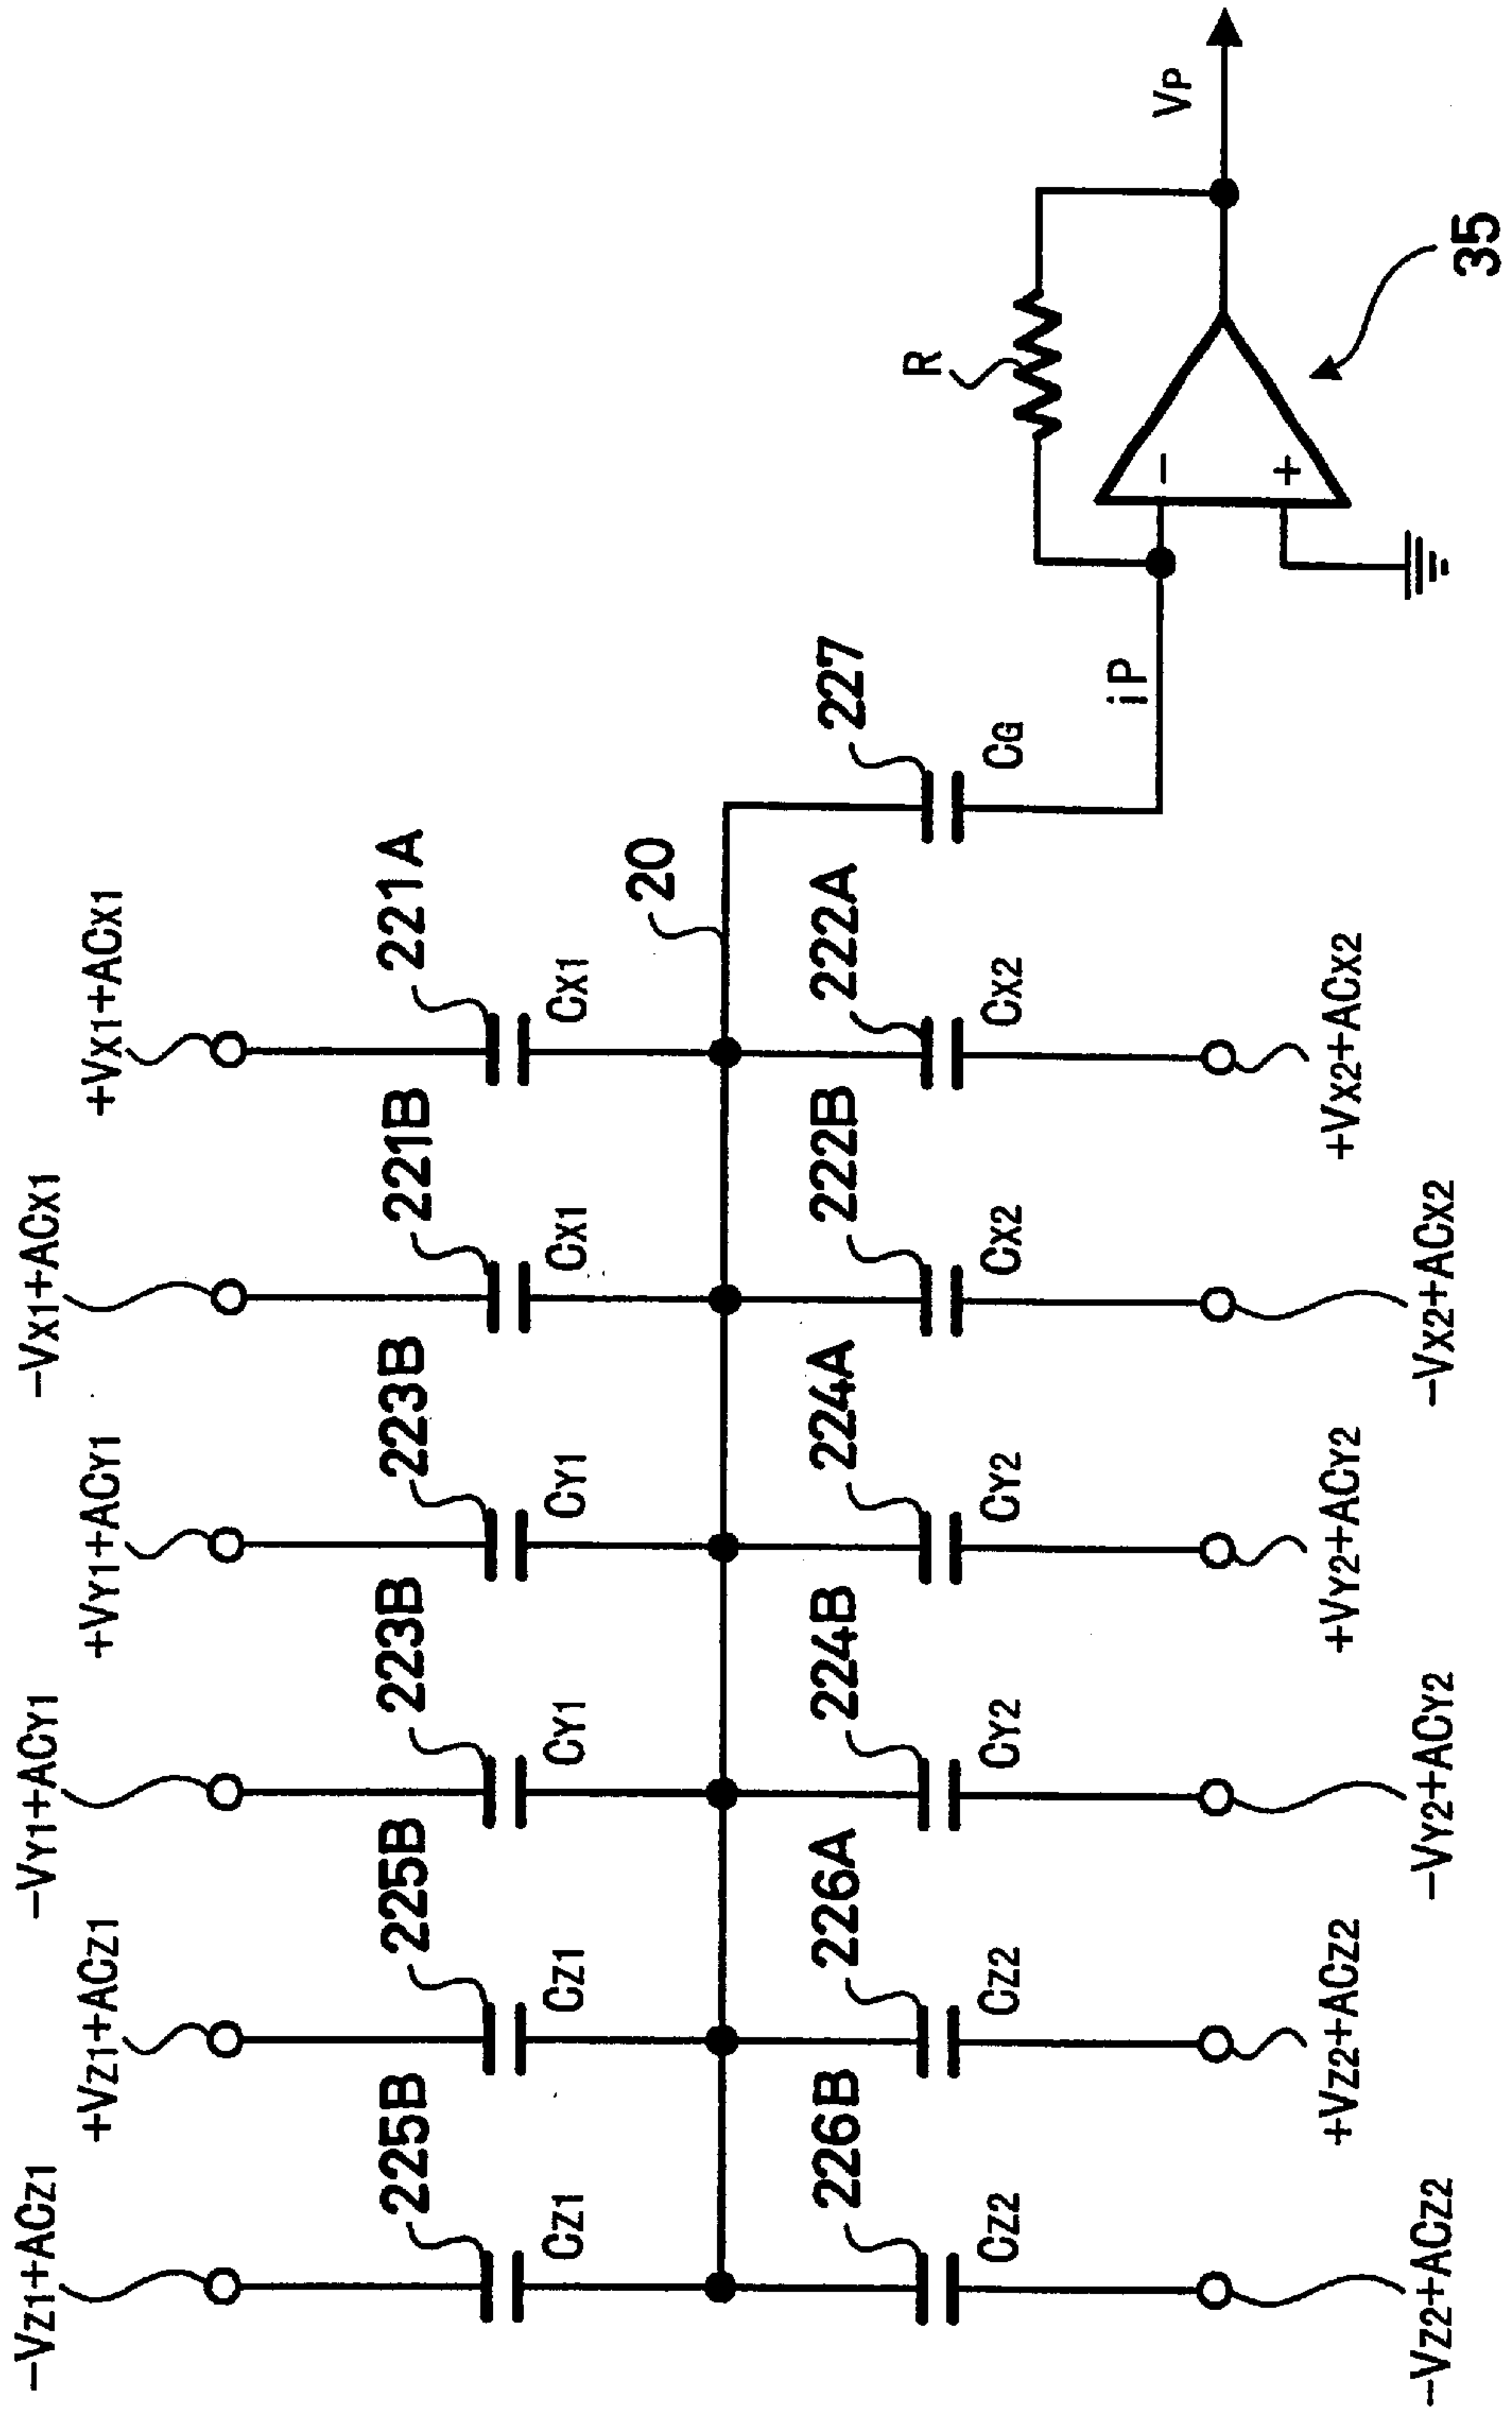 −VZ1+ACZ1
+VZ1+ACZ1
−VY1+ACY1
+VY1+ACY1
−VX1+ACX1
+VX1+ACX1
225B
225B
223B
223B
221B
221A
CZ1
CZ1
CY1
CY1
CX1
CX1
20
226B
226A
224B
224A
222B
222A
227
CZ2
CZ2
CY2
CY2
CX2
CX2
CG
−VZ2+ACZ2
+VZ2+ACZ2
−VY2+ACY2
+VY2+ACY2
−VX2+ACX2
+VX2+ACX2
iP
R
−
+
VP
35